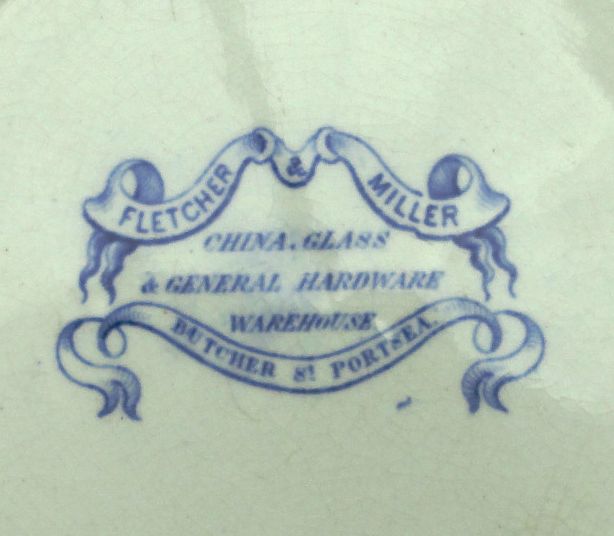 FLETCHER & MILLER
CHINA. GLASS
& GENERAL HARDWARE
WAREHOUSE
BUTCHER St PORTSEA.